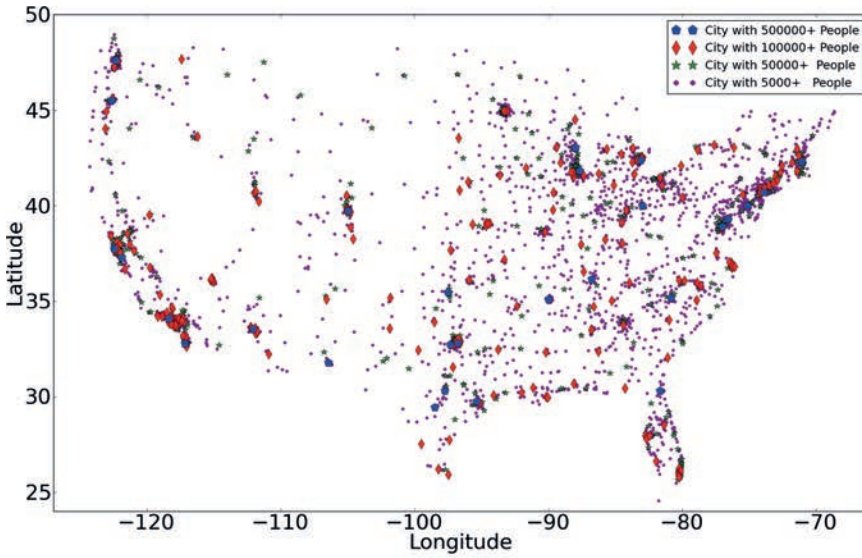 50
45
40
35
30
25
Latitude
City with 500000+ People
City with 100000+ People
City with 50000+ People
City with 5000+ People
−120
−110
−100
−90
−80
−70
Longitude